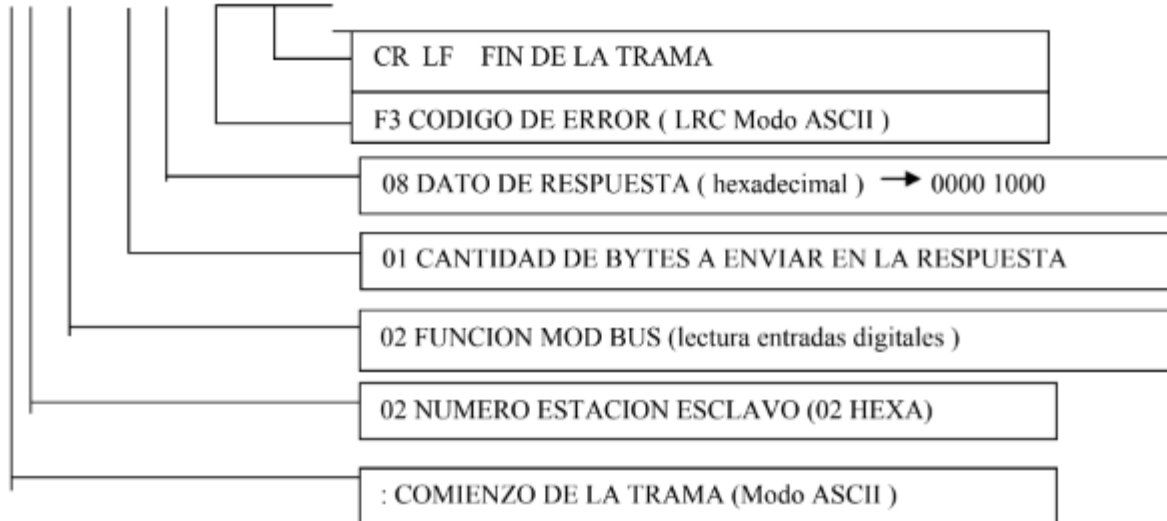 CR LF FIN DE LA TRAMA
F3 CODIGO DE ERROR ( LRC Modo ASCII )
08 DATO DE RESPUESTA ( hexadecimal ) → 0000 1000
01 CANTIDAD DE BYTES A ENVIAR EN LA RESPUESTA
02 FUNCION MOD BUS (lectura entradas digitales )
02 NUMERO ESTACION ESCLAVO (02 HEXA)
: COMIENZO DE LA TRAMA (Modo ASCII )